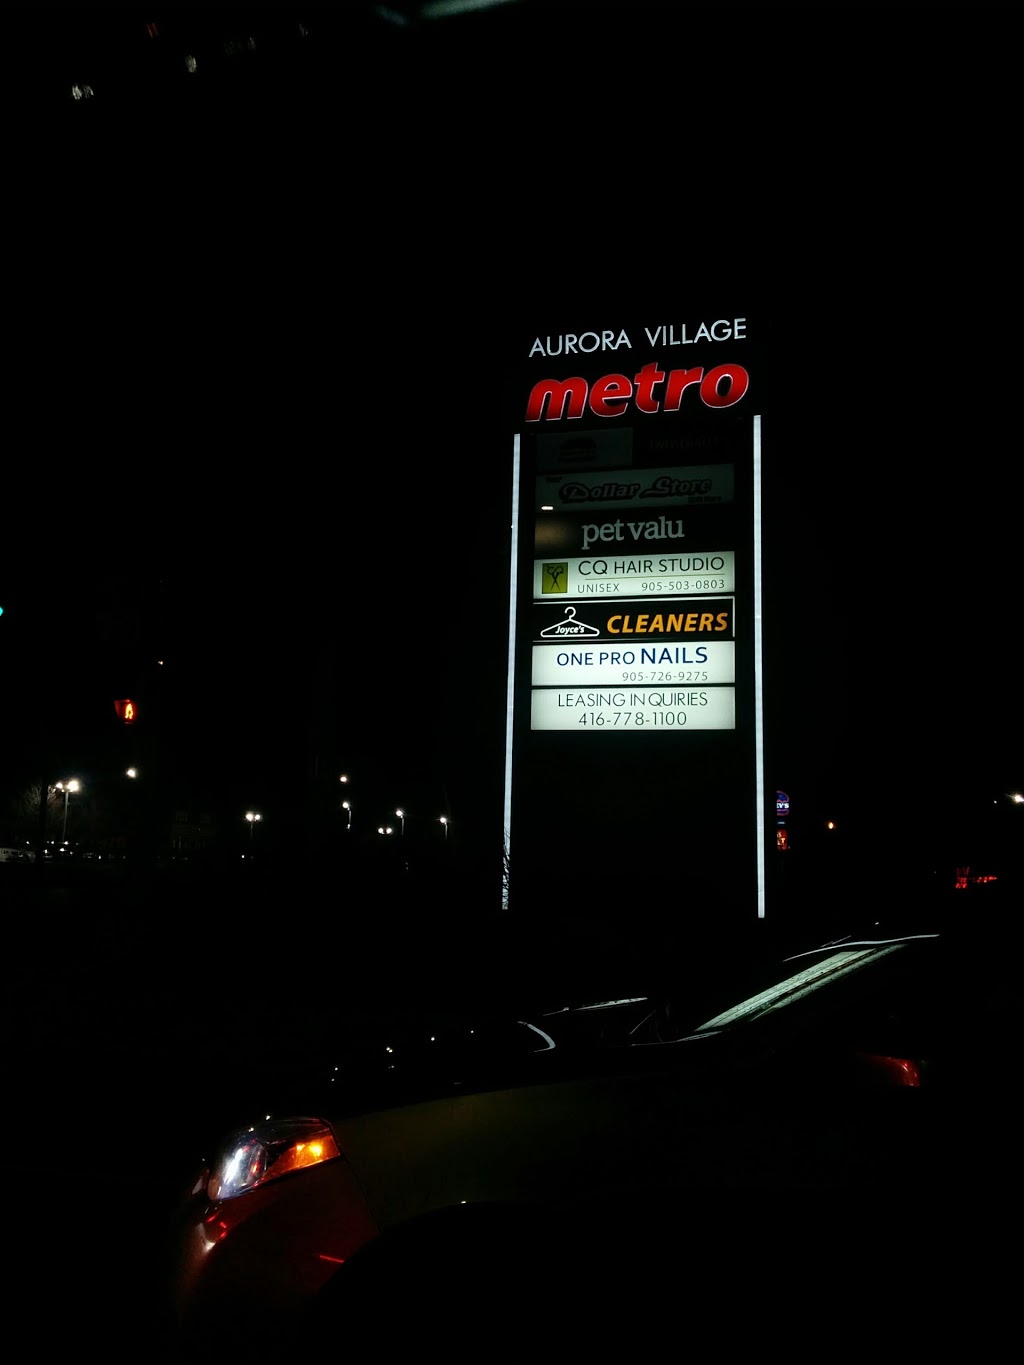 AURORA VILLAGE
metro
Dollar Store
pet valu
CQ HAIR STUDIO
UNISEX 905-503-0803
Joyce's CLEANERS
ONE PRO NAILS
905-726-9275
LEASING INQUIRIES
416-778-1100